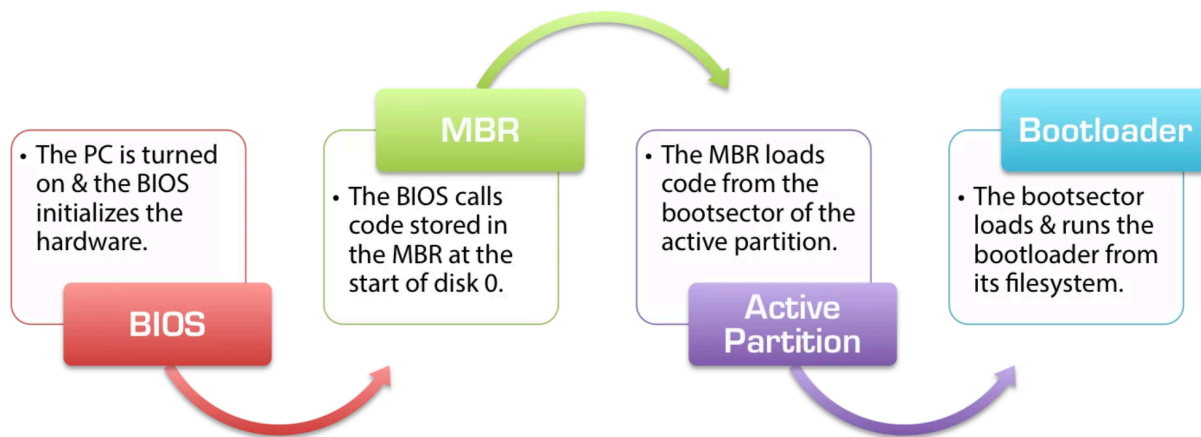 • The PC is turned
on & the BIOS
initializes the
hardware.
BIOS
MBR
• The BIOS calls
code stored in
the MBR at the
start of disk 0.
• The MBR loads
code from the
bootsector of the
active partition.
Active
Partition
Bootloader
• The bootsector
loads & runs the
bootloader from
its filesystem.